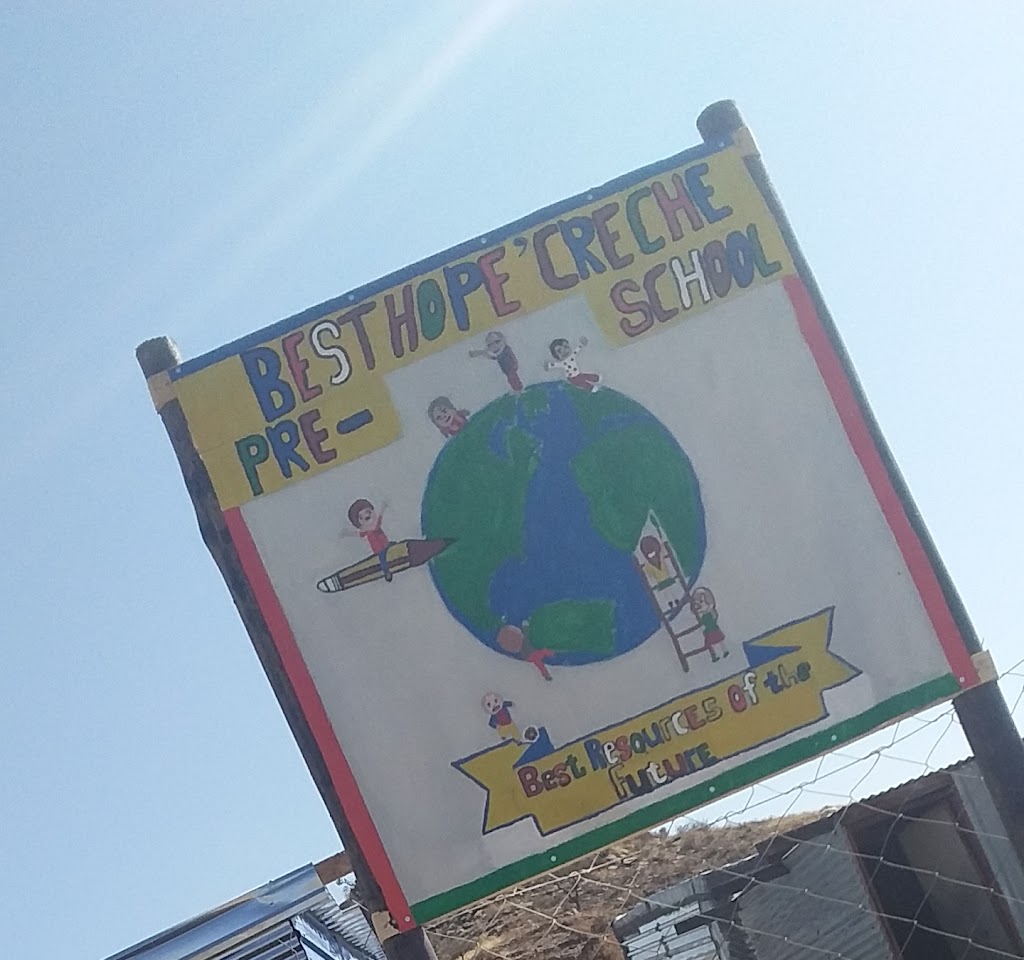 BEST HOPE' CRECHE
PRE- SCHOOL
Best Resources of the
future